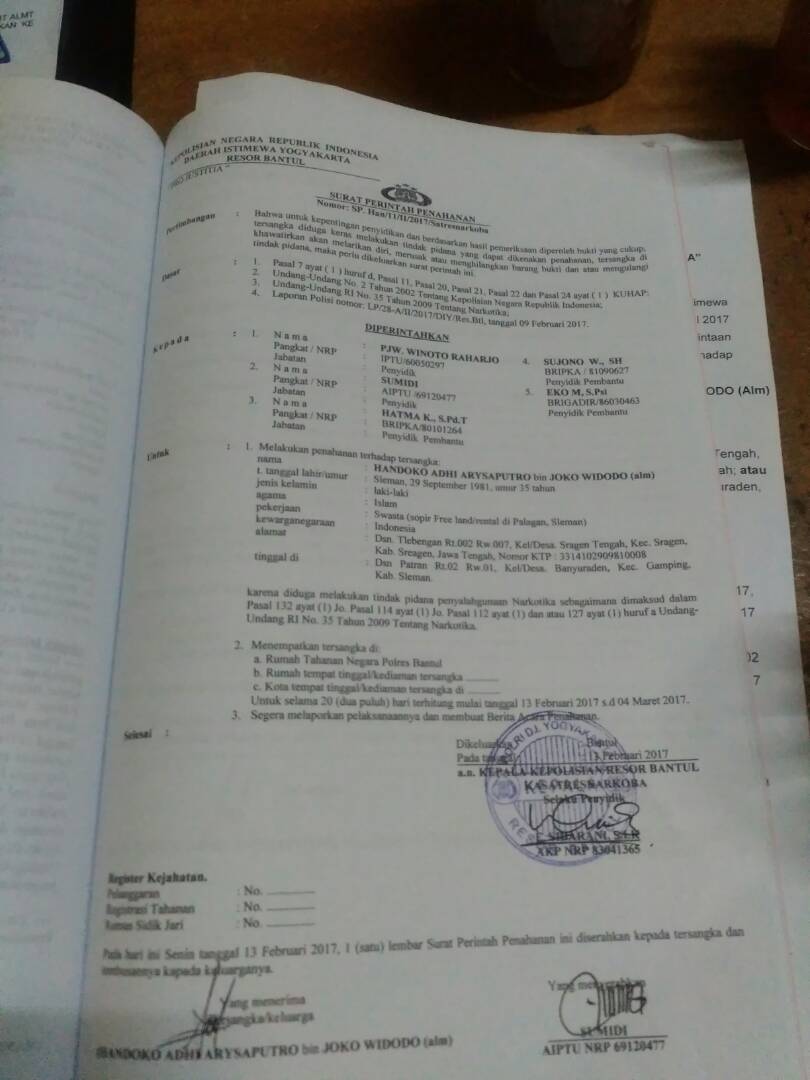 IT ALMT
KAN KE
KEPOLISIAN NEGARA REPUBLIK INDONESIA
DAERAH ISTIMEWA YOGYAKARTA
RESOR BANTUL
"PRO JUSTITIA"
SURAT PERINTAH PENAHANAN
Nomor: SP. Han/11/II/2017/Satresnarkoba
Pertimbangan : Bahwa untuk kepentingan penyidikan dan berdasarkan hasil pemeriksaan diperoleh bukti yang cukup,
tersangka diduga keras melakukan tindak pidana yang dapat dikenakan penahanan, tersangka di
khawatirkan akan melarikan diri, merusak atau menghilangkan barang bukti dan atau mengulangi
tindak pidana, maka perlu dikeluarkan surat perintah ini.
Dasar : 1. Pasal 7 ayat ( 1 ) huruf d, Pasal 11, Pasal 20, Pasal 21, Pasal 22 dan Pasal 24 ayat ( 1 ) KUHAP;
2. Undang-Undang No. 2 Tahun 2002 Tentang Kepolisian Negara Republik Indonesia;
3. Undang-Undang RI No. 35 Tahun 2009 Tentang Narkotika;
4. Laporan Polisi nomor: LP/28-A/II/2017/DIY/Res.Btl, tanggal 09 Februari 2017.
DIPERINTAHKAN
Kepada : 1. N a m a : PJW. WINOTO RAHARJO 4. SUJONO W., SH
Pangkat / NRP : IPTU/60050297 BRIPKA / 81090627
Jabatan : Penyidik Penyidik Pembantu
2. N a m a : SUMIDI 5. EKO M, S.Psi
Pangkat / NRP : AIPTU /69120477 BRIGADIR/86030463
Jabatan : Penyidik Penyidik Pembantu
3. N a m a : HATMA K., S.Pd.T
Pangkat / NRP : BRIPKA/80101264
Jabatan : Penyidik Pembantu
Untuk : 1. Melakukan penahanan terhadap tersangka:
nama : HANDOKO ADHI ARYSAPUTRO bin JOKO WIDODO (alm)
t. tanggal lahir/umur : Sleman, 29 September 1981, umur 35 tahun
jenis kelamin : laki-laki
agama : Islam
pekerjaan : Swasta (sopir Free land/rental di Palagan, Sleman)
kewarganegaraan : Indonesia
alamat : Dsn. Tlebengan Rt.002 Rw.007, Kel/Desa. Sragen Tengah, Kec. Sragen,
Kab. Sreagen, Jawa Tengah, Nomor KTP : 3314102909810008
tinggal di : Dsn Patran Rt.02 Rw.01, Kel/Desa. Banyuraden, Kec. Gamping,
Kab. Sleman.
karena diduga melakukan tindak pidana penyalahgunaan Narkotika sebagaimana dimaksud dalam
Pasal 132 ayat (1) Jo. Pasal 114 ayat (1) Jo. Pasal 112 ayat (1) dan atau 127 ayat (1) huruf a Undang-
Undang RI No. 35 Tahun 2009 Tentang Narkotika.
2. Menempatkan tersangka di:
a. Rumah Tahanan Negara Polres Bantul
b. Rumah tempat tinggal/kediaman tersangka
c. Kota tempat tinggal/kediaman tersangka di
Untuk selama 20 (dua puluh) hari terhitung mulai tanggal 13 Februari 2017 s.d 04 Maret 2017.
3. Segera melaporkan pelaksanaannya dan membuat Berita Acara Penahanan.
Selesai :
Dikeluarkan : Bantul
Pada tanggal : 13 Februari 2017
a.n. KEPALA KEPOLISIAN RESOR BANTUL
KASATRESNARKOBA
Selaku Penyidik
AKP NRP 83041365
Register Kejahatan.
Pelanggaran : No.
Registrasi Tahanan : No.
Rumus Sidik Jari : No.
Pada hari ini Senin tanggal 13 Februari 2017, 1 (satu) lembar Surat Perintah Penahanan ini diserahkan kepada tersangka dan
tembusannya kapada keluarganya.
Yang menerima Yang menyerahkan
Tersangka/keluarga
HANDOKO ADHI ARYSAPUTRO bin JOKO WIDODO (alm)
SUMIDI
AIPTU NRP 69120477
A"
imewa
l 2017
intaan
hadap
ODO (Alm)
Tengah,
ah; atau
uraden,
17,
17
02
7